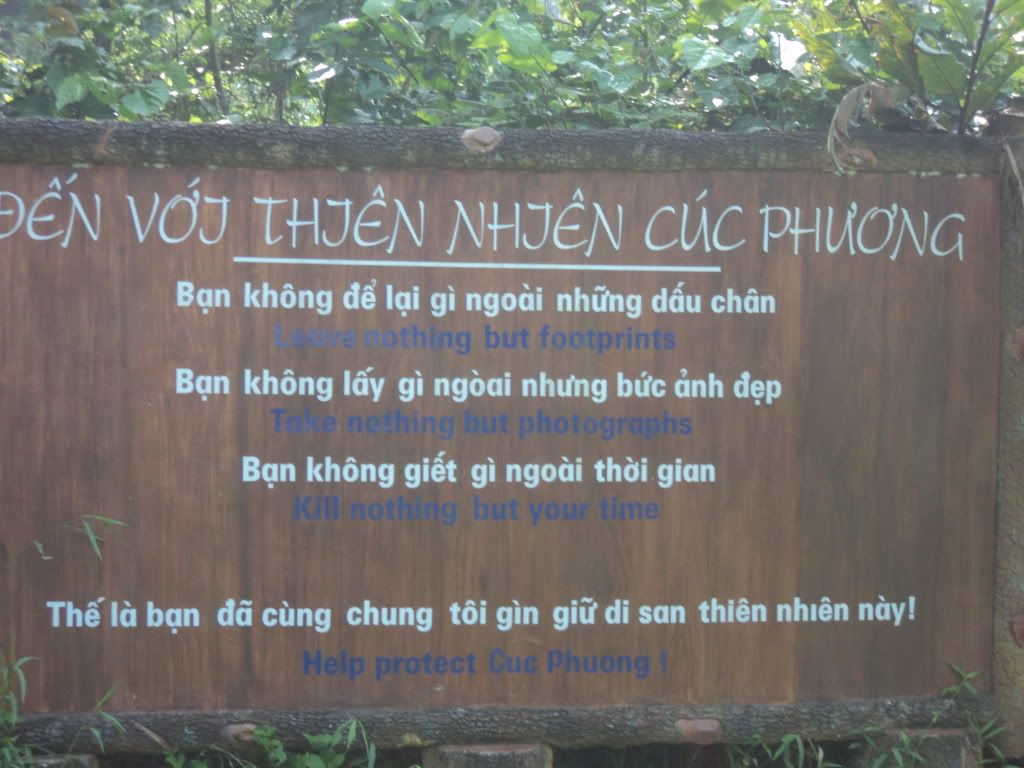 ĐẾN VỚI THIÊN NHIÊN CÚC PHƯƠNG
Bạn không để lại gì ngoài những dấu chân
Leave nothing but footprints
Bạn không lấy gì ngòai nhưng bức ảnh đẹp
Take nothing but photographs
Bạn không giết gì ngoài thời gian
Kill nothing but your time
Thế là bạn đã cùng chung tôi gìn giữ di san thiên nhiên này!
Help protect Cuc Phuong !